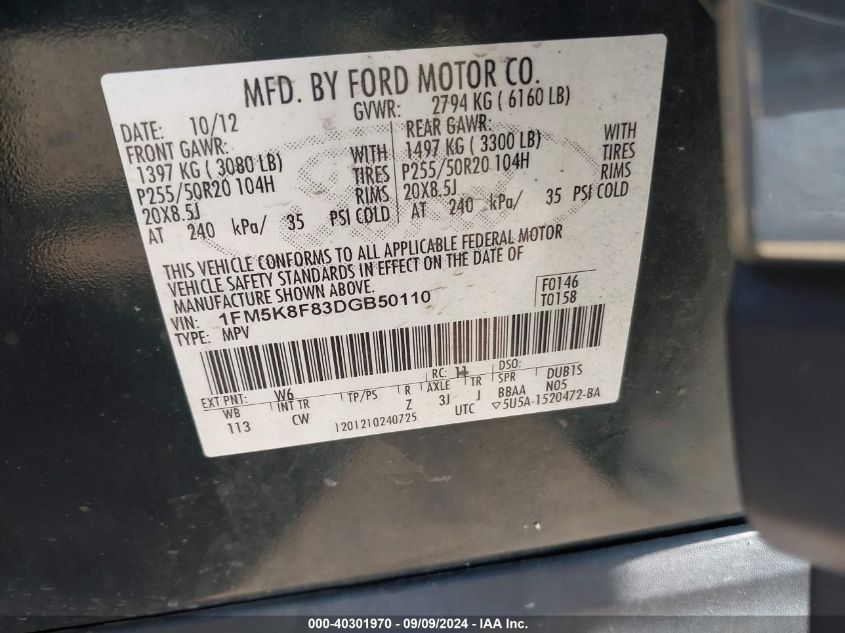 MFD. BY FORD MOTOR CO.
DATE: 10/12 GVWR: 2794 KG ( 6160 LB)
FRONT GAWR: REAR GAWR:
1397 KG ( 3080 LB) WITH 1497 KG ( 3300 LB) WITH
P255/50R20 104H TIRES P255/50R20 104H TIRES
20X8.5J RIMS 20X8.5J RIMS
AT 240 kPa/ 35 PSI COLD AT 240 kPa/ 35 PSI COLD
THIS VEHICLE CONFORMS TO ALL APPLICABLE FEDERAL MOTOR
VEHICLE SAFETY STANDARDS IN EFFECT ON THE DATE OF
MANUFACTURE SHOWN ABOVE.
VIN: 1FM5K8F83DGB50110 F0146
TYPE: MPV T0158
EXT PNT: W6 RC: 11 DSO:
WB INT TR TP/PS R AXLE TR SPR DUB1S
113 CW Z 3J J BBAA N05
1201210240725 UTC ▽5U5A-1520472-BA
000-40301970 - 09/09/2024 - IAA Inc.